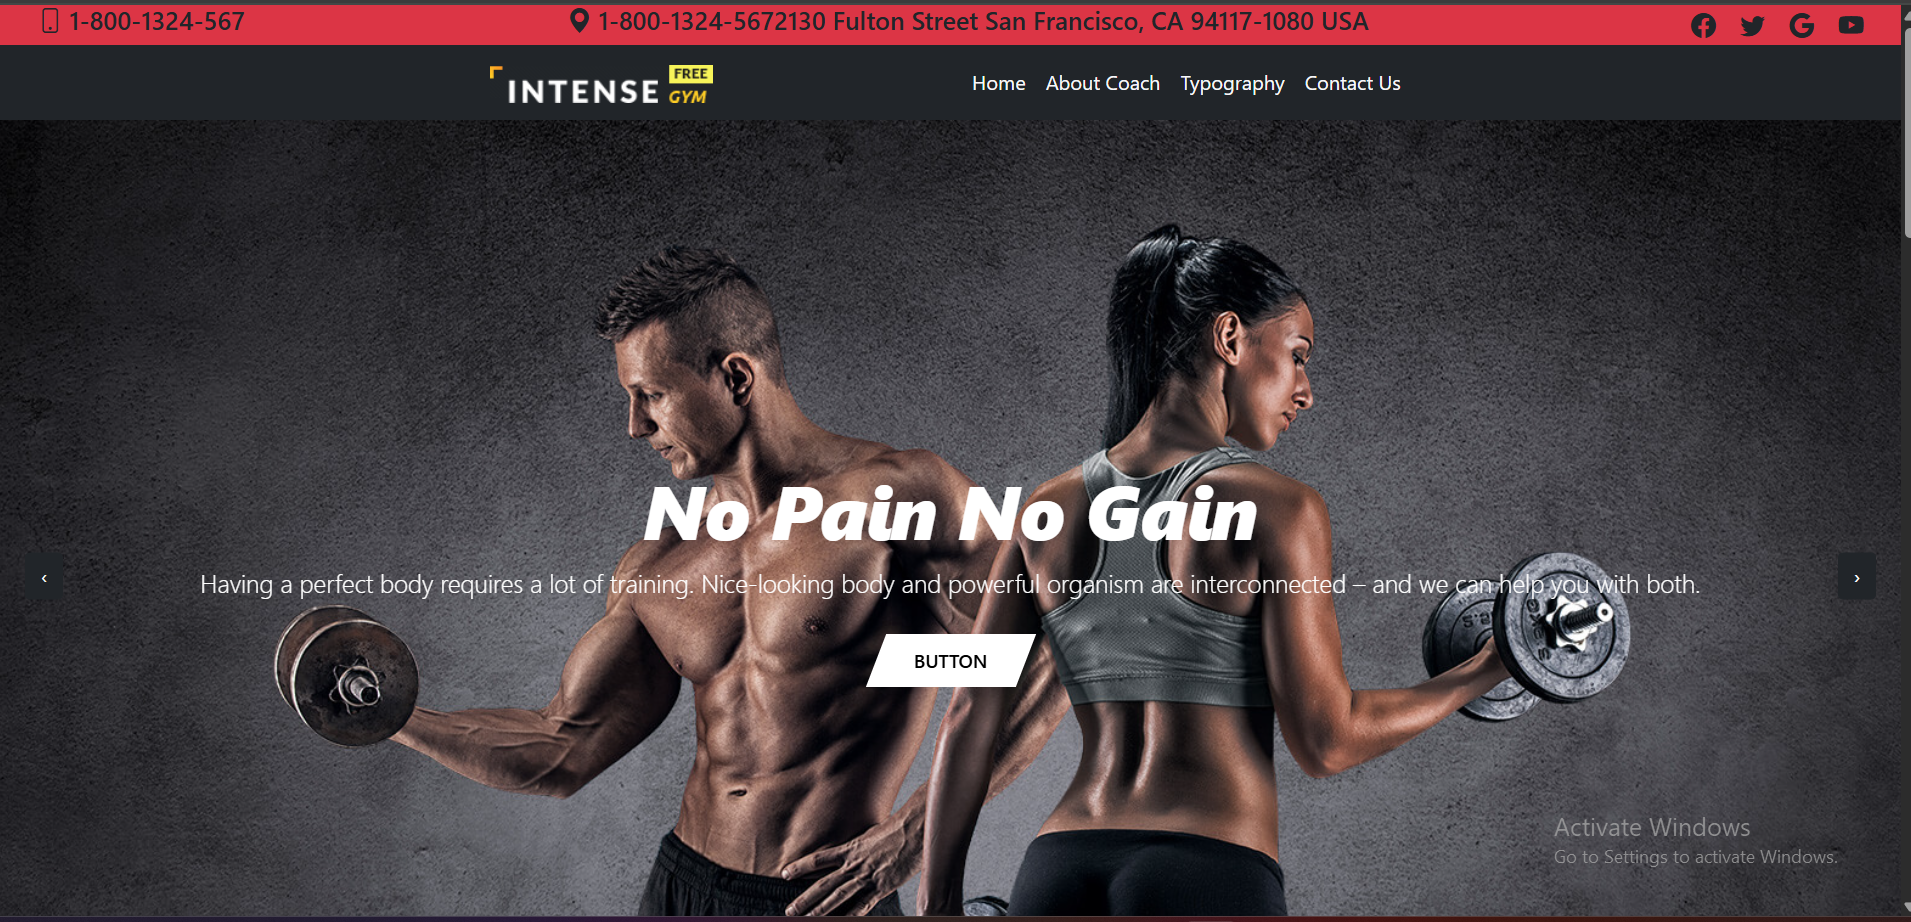 1-800-1324-567
1-800-1324-5672130 Fulton Street San Francisco, CA 94117-1080 USA
INTENSE FREE GYM
Home About Coach Typography Contact Us
No Pain No Gain
Having a perfect body requires a lot of training. Nice-looking body and powerful organism are interconnected – and we can help you with both.
BUTTON
Activate Windows
Go to Settings to activate Windows.